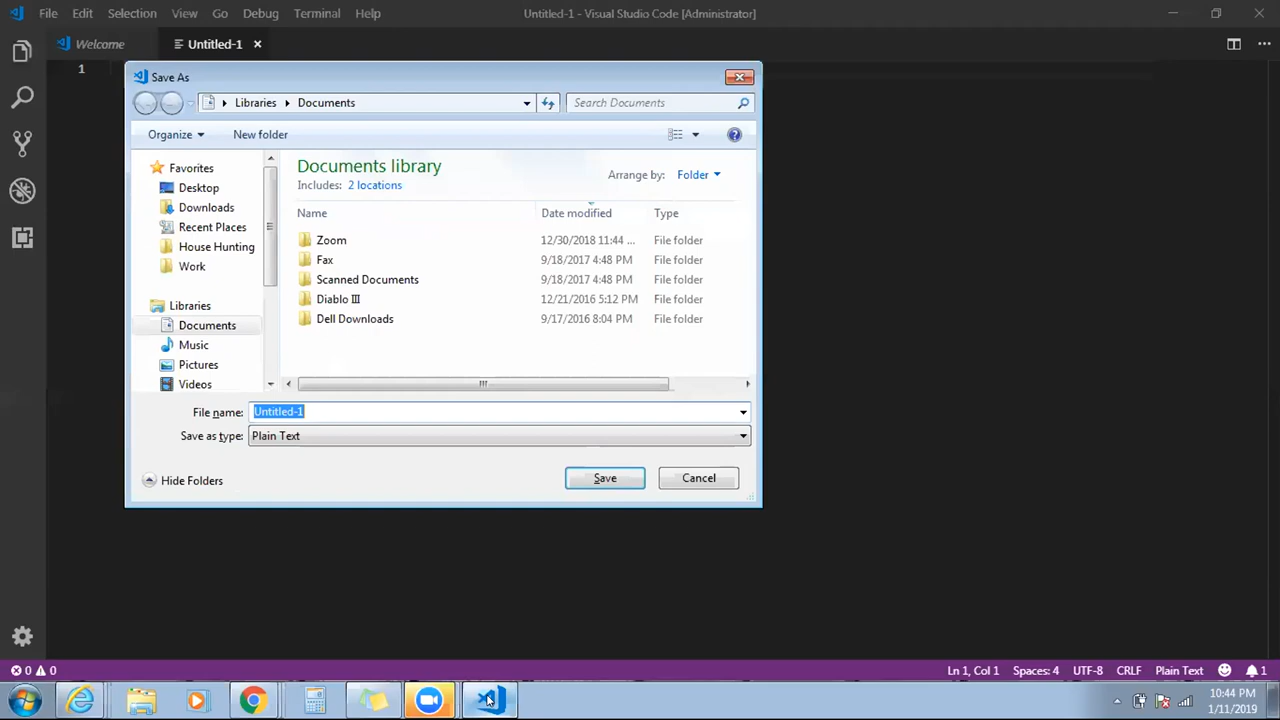 File Edit Selection View Go Debug Terminal Help Untitled-1 - Visual Studio Code [Administrator]
Welcome Untitled-1
1
Save As
Libraries Documents Search Documents
Organize New folder
Favorites
Desktop
Downloads
Recent Places
House Hunting
Work
Libraries
Documents
Music
Pictures
Videos
Documents library
Includes: 2 locations
Arrange by: Folder
Name Date modified Type
Zoom 12/30/2018 11:44 ... File folder
Fax 9/18/2017 4:48 PM File folder
Scanned Documents 9/18/2017 4:48 PM File folder
Diablo III 12/21/2016 5:12 PM File folder
Dell Downloads 9/17/2016 8:04 PM File folder
File name: Untitled-1
Save as type: Plain Text
Hide Folders Save Cancel
0 0 Ln 1, Col 1 Spaces: 4 UTF-8 CRLF Plain Text 1
10:44 PM
1/11/2019